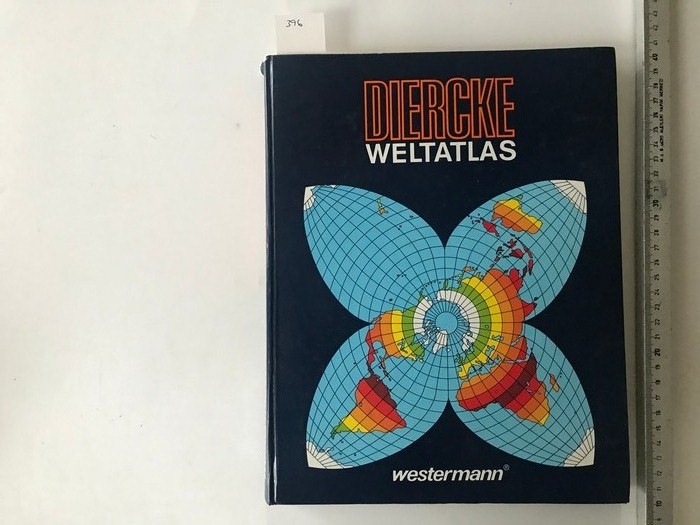 396
DIERCKE
WELTATLAS
westermann®